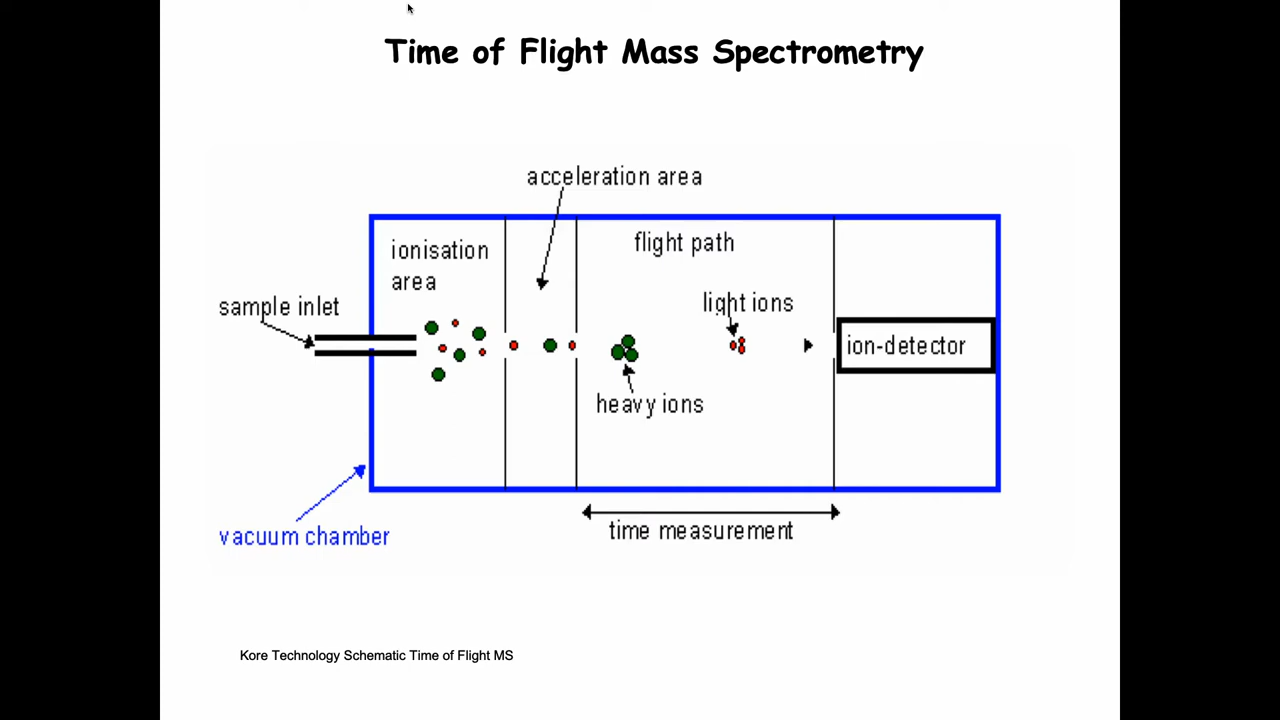 Time of Flight Mass Spectrometry
acceleration area
ionisation
area
flight path
sample inlet
light ions
ion-detector
heavy ions
vacuum chamber
time measurement
Kore Technology Schematic Time of Flight MS